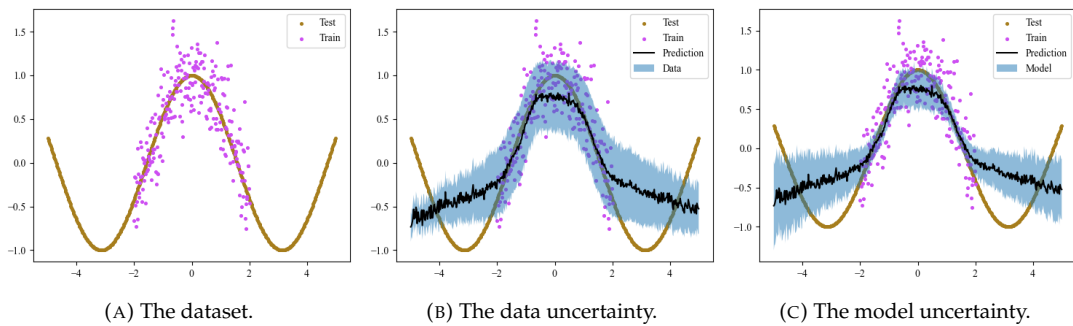 Test
Train
1.5
1.0
0.5
0.0
−0.5
−1.0
−4
−2
0
2
4
(A) The dataset.
Test
Train
Prediction
Data
1.5
1.0
0.5
0.0
−0.5
−1.0
−4
−2
0
2
4
(B) The data uncertainty.
Test
Train
Prediction
Model
1.5
1.0
0.5
0.0
−0.5
−1.0
−4
−2
0
2
4
(C) The model uncertainty.